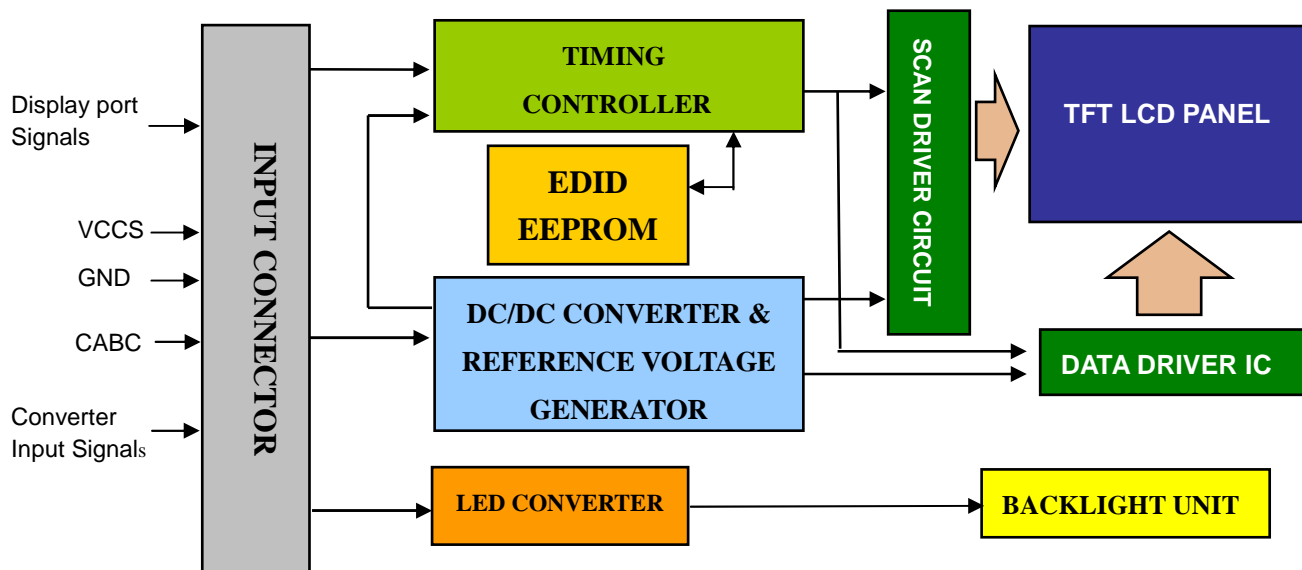 Display port
Signals
VCCS
GND
CABC
Converter
Input Signals
INPUT CONNECTOR
TIMING
CONTROLLER
EDID
EEPROM
DC/DC CONVERTER &
REFERENCE VOLTAGE
GENERATOR
LED CONVERTER
SCAN DRIVER CIRCUIT
TFT LCD PANEL
DATA DRIVER IC
BACKLIGHT UNIT